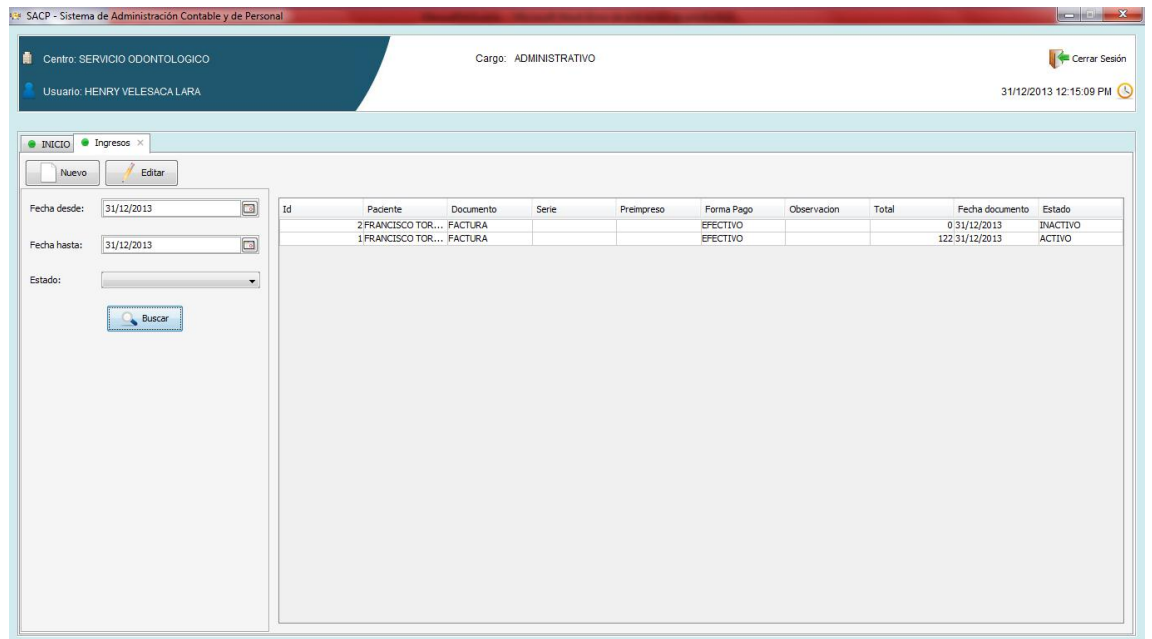 SACP - Sistema de Administración Contable y de Personal
Centro: SERVICIO ODONTOLOGICO
Cargo: ADMINISTRATIVO
Cerrar Sesión
Usuario: HENRY VELESACA LARA
31/12/2013 12:15:09 PM
INICIO Ingresos
Nuevo Editar
Fecha desde: 31/12/2013
Fecha hasta: 31/12/2013
Estado:
Buscar
Id Paciente Documento Serie Preimpreso Forma Pago Observacion Total Fecha documento Estado
2 FRANCISCO TOR... FACTURA EFECTIVO 0 31/12/2013 INACTIVO
1 FRANCISCO TOR... FACTURA EFECTIVO 122 31/12/2013 ACTIVO